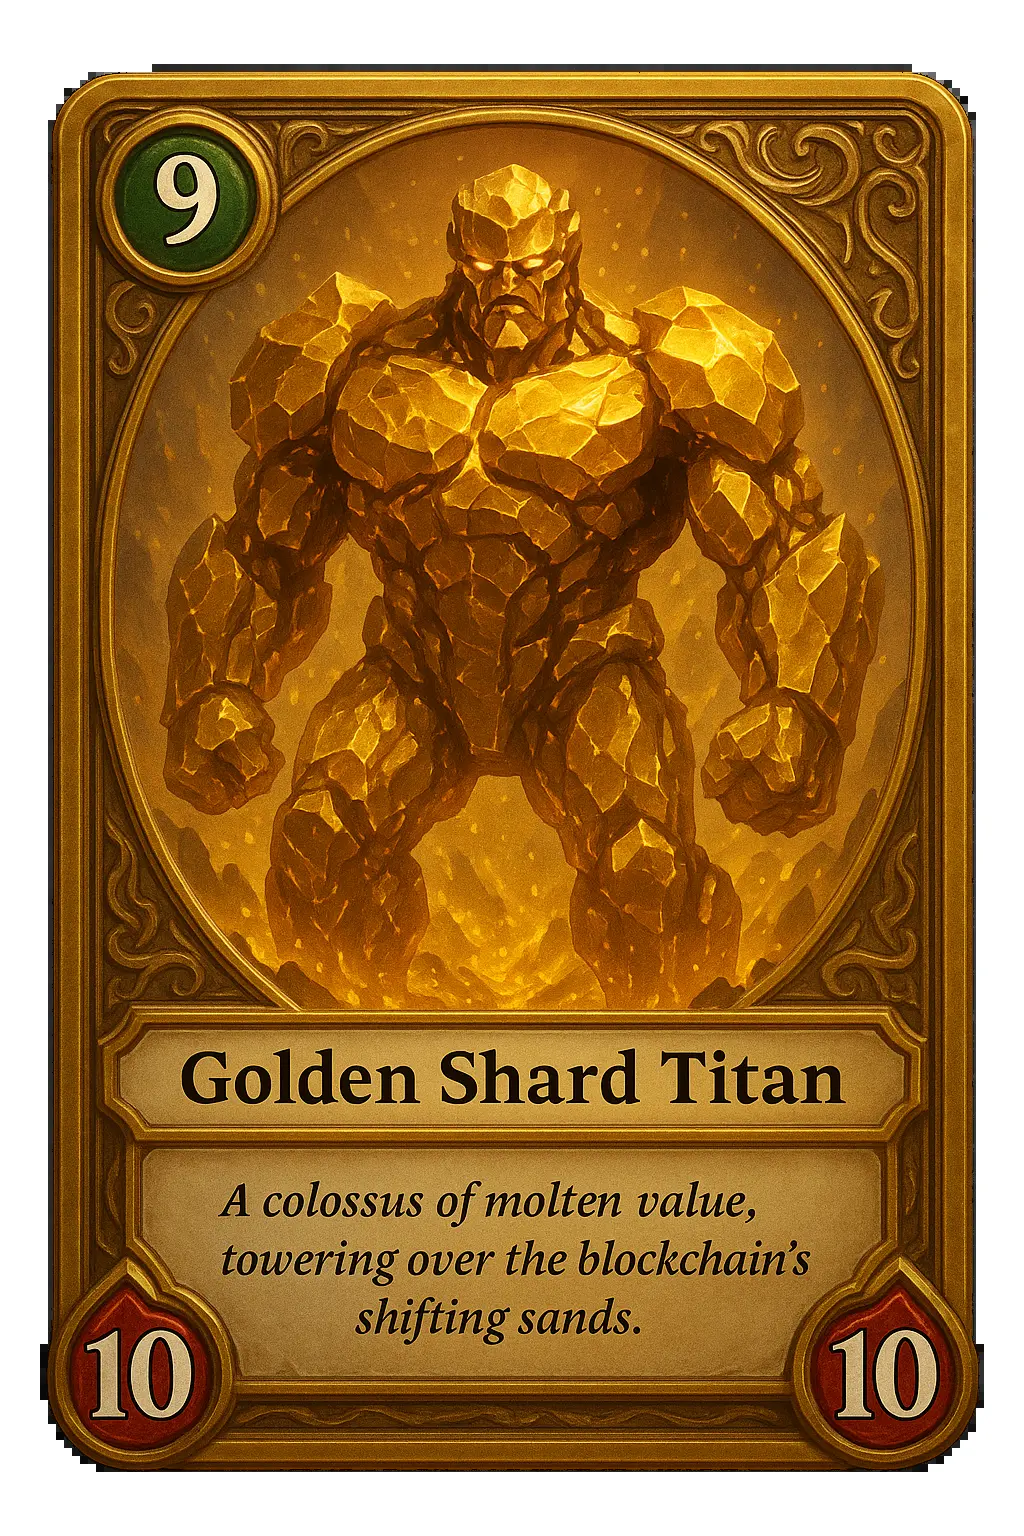 9
Golden Shard Titan
A colossus of molten value,
towering over the blockchain’s
shifting sands.
10
10